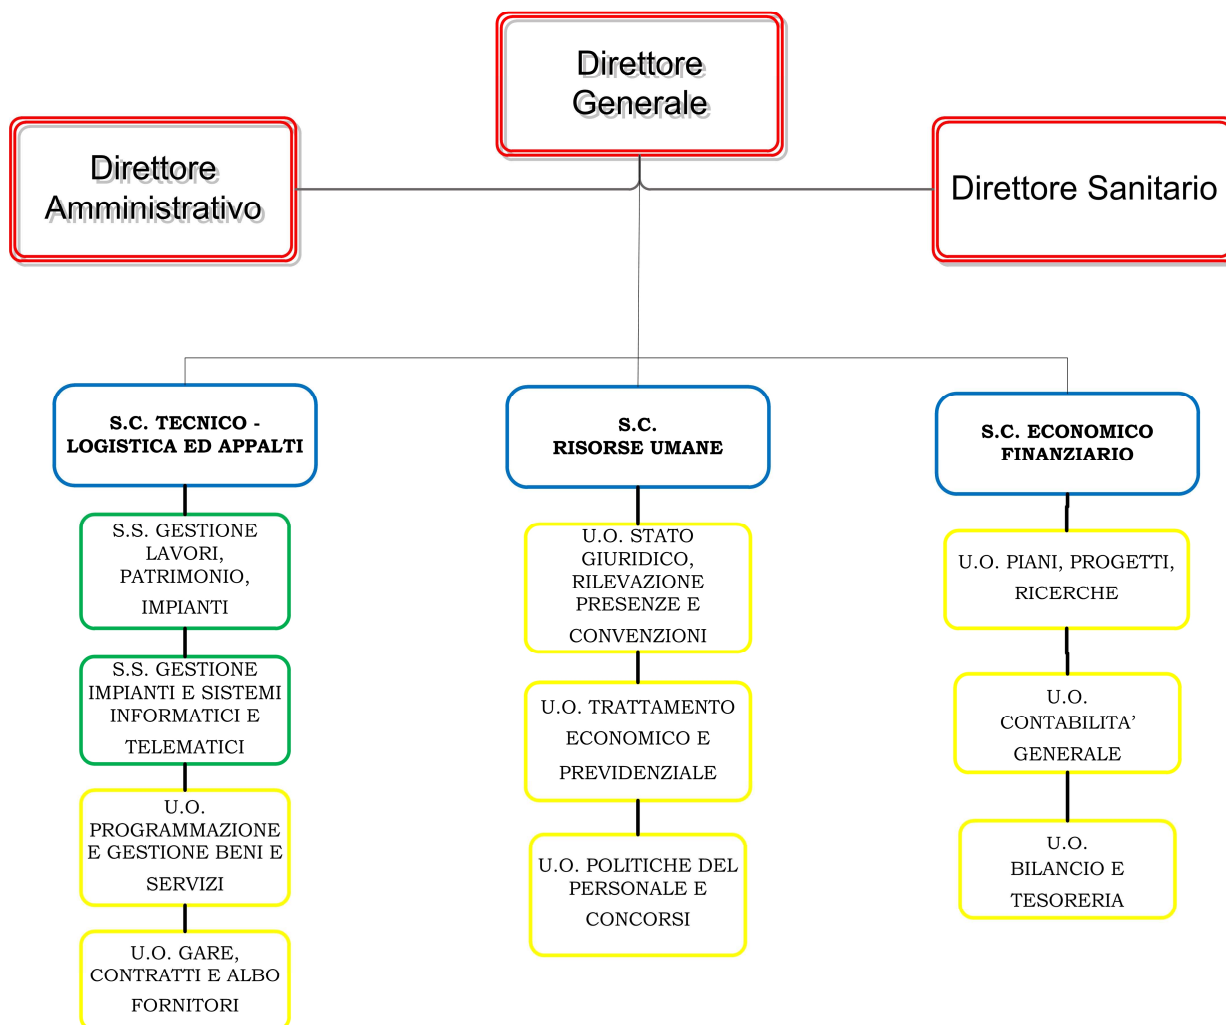 Direttore
Generale
Direttore
Amministrativo
Direttore Sanitario
S.C. TECNICO -
LOGISTICA ED APPALTI
S.S. GESTIONE
LAVORI,
PATRIMONIO,
IMPIANTI
S.S. GESTIONE
IMPIANTI E SISTEMI
INFORMATICI E
TELEMATICI
U.O.
PROGRAMMAZIONE
E GESTIONE BENI E
SERVIZI
U.O. GARE,
CONTRATTI E ALBO
FORNITORI
S.C.
RISORSE UMANE
U.O. STATO
GIURIDICO,
RILEVAZIONE
PRESENZE E
CONVENZIONI
U.O. TRATTAMENTO
ECONOMICO E
PREVIDENZIALE
U.O. POLITICHE DEL
PERSONALE E
CONCORSI
S.C. ECONOMICO
FINANZIARIO
U.O. PIANI, PROGETTI,
RICERCHE
U.O.
CONTABILITA’
GENERALE
U.O.
BILANCIO E
TESORERIA